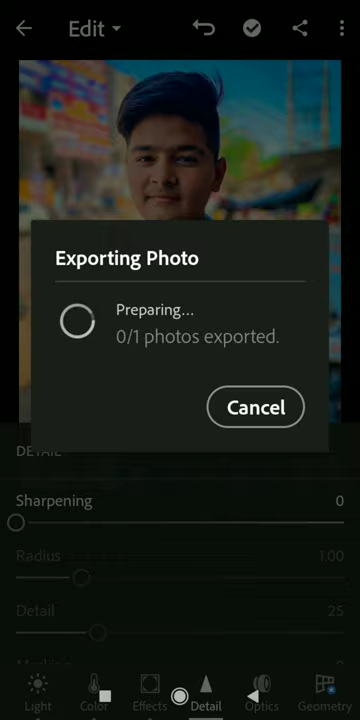 Edit
Exporting Photo
Preparing...
0/1 photos exported.
Cancel
DETAIL
Sharpening 0
Radius 1.00
Detail 25
Light Color Effects Detail Optics Geometry